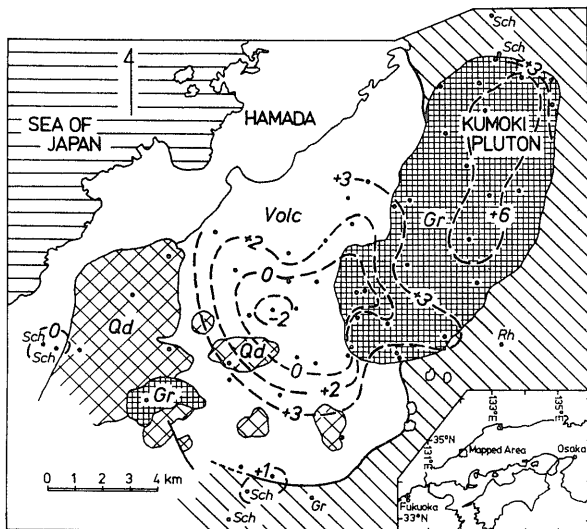 Sch
Sch
+3
4
SEA OF
JAPAN
HAMADA
KUMOKI
PLUTON
+3
Volc
Gr
+6
+2
0
+3
-2
Qd
0
Sch
Sch
Qd
0
Rh
+2
Gr
+3
+1
Sch
Gr
Sch
0 1 2 3 4 km
133°E
135°E
35°N
131°E
Mapped Area
Osaka
Fukuoka
33°N